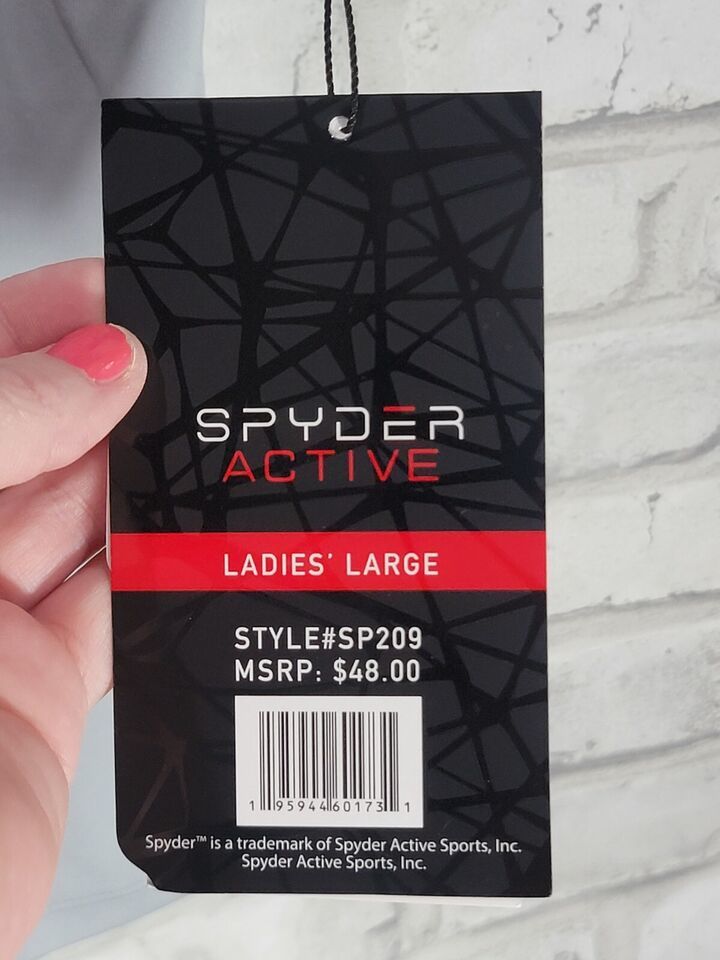 SPYDER
ACTIVE
LADIES' LARGE
STYLE#SP209
MSRP: $48.00
1 95944 60173 1
Spyder™ is a trademark of Spyder Active Sports, Inc.
Spyder Active Sports, Inc.